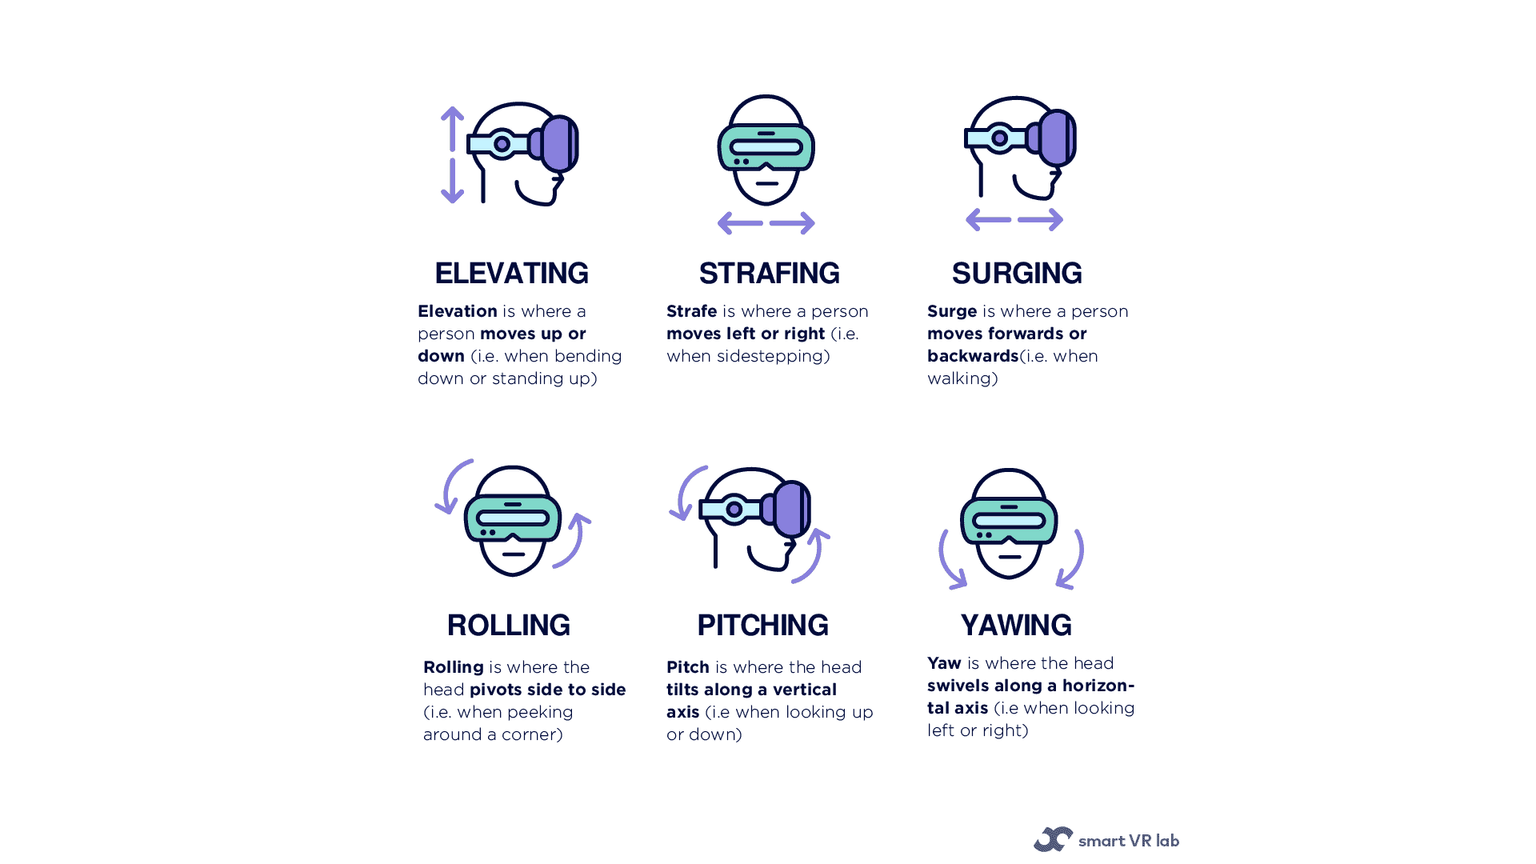 ELEVATING
Elevation is where a
person moves up or
down (i.e. when bending
down or standing up)
STRAFING
Strafe is where a person
moves left or right (i.e.
when sidestepping)
SURGING
Surge is where a person
moves forwards or
backwards(i.e. when
walking)
ROLLING
Rolling is where the
head pivots side to side
(i.e. when peeking
around a corner)
PITCHING
Pitch is where the head
tilts along a vertical
axis (i.e when looking up
or down)
YAWING
Yaw is where the head
swivels along a horizon-
tal axis (i.e when looking
left or right)
smart VR lab